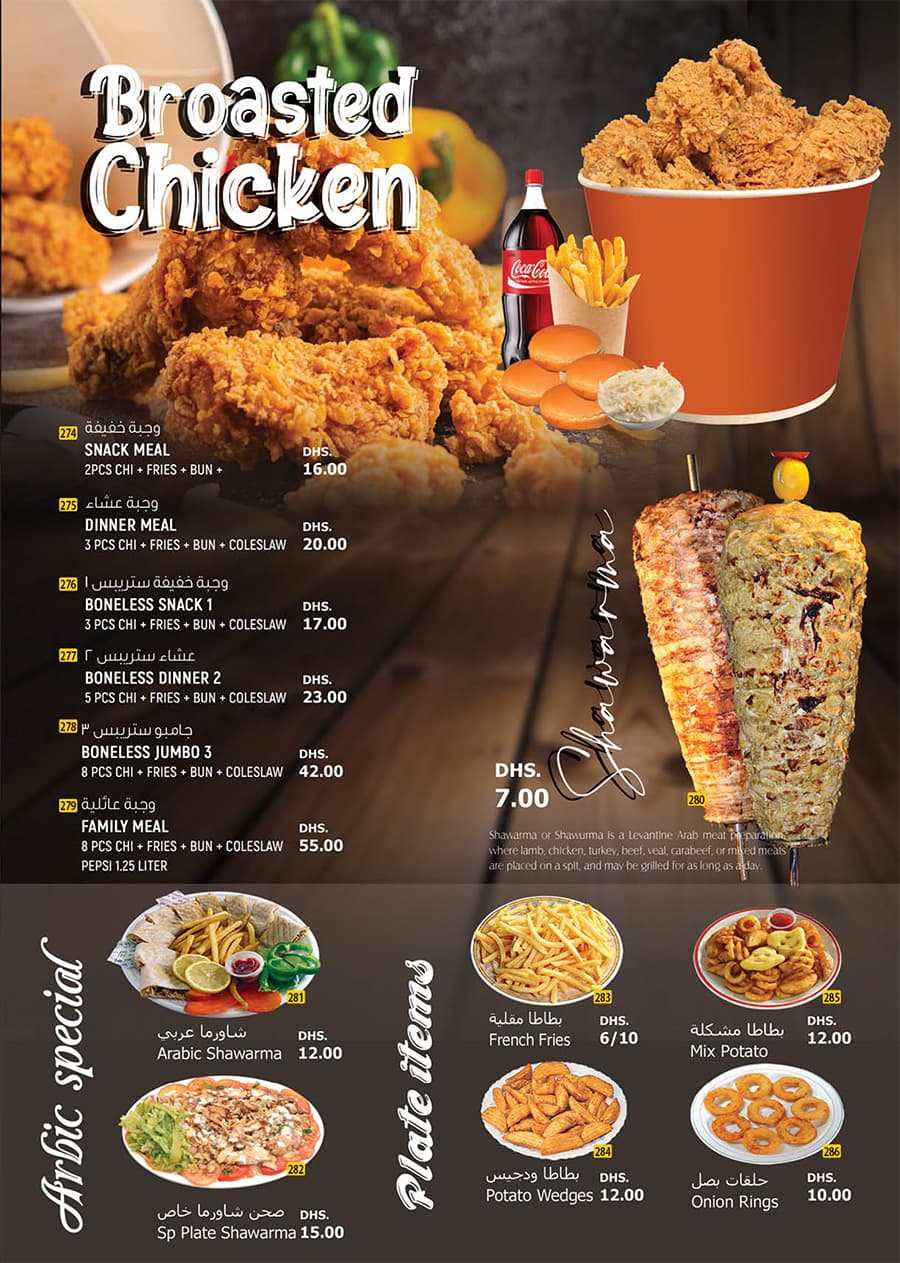 Broasted
Chicken
Coca-Cola
274 وجبة خفيفة
SNACK MEAL DHS.
2PCS CHI + FRIES + BUN + 16.00
275 وجبة عشاء
DINNER MEAL DHS.
3 PCS CHI + FRIES + BUN + COLESLAW 20.00
276 وجبة خفيفة ستريبس ١
BONELESS SNACK 1 DHS.
3 PCS CHI + FRIES + BUN + COLESLAW 17.00
277 عشاء ستريبس ٢
BONELESS DINNER 2 DHS.
5 PCS CHI + FRIES + BUN + COLESLAW 23.00
278 جامبو ستريبس ٣
BONELESS JUMBO 3 DHS.
8 PCS CHI + FRIES + BUN + COLESLAW 42.00
279 وجبة عائلية
FAMILY MEAL DHS.
8 PCS CHI + FRIES + BUN + COLESLAW 55.00
PEPSI 1.25 LITER
Shawarma
DHS.
7.00
280
Shawarma or Shawurma is a Levantine Arab meat preparation,
where lamb, chicken, turkey, beef, veal, carabeef, or mixed meats
are placed on a spit, and may be grilled for as long as a day.
Arbic special
281
شاورما عربي DHS.
Arabic Shawarma 12.00
282
صحن شاورما خاص DHS.
Sp Plate Shawarma 15.00
Plate items
283
بطاطا مقلية DHS.
French Fries 6/10
285
بطاطا مشكلة DHS.
Mix Potato 12.00
284
بطاطا ودجيس DHS.
Potato Wedges 12.00
286
حلقات بصل DHS.
Onion Rings 10.00